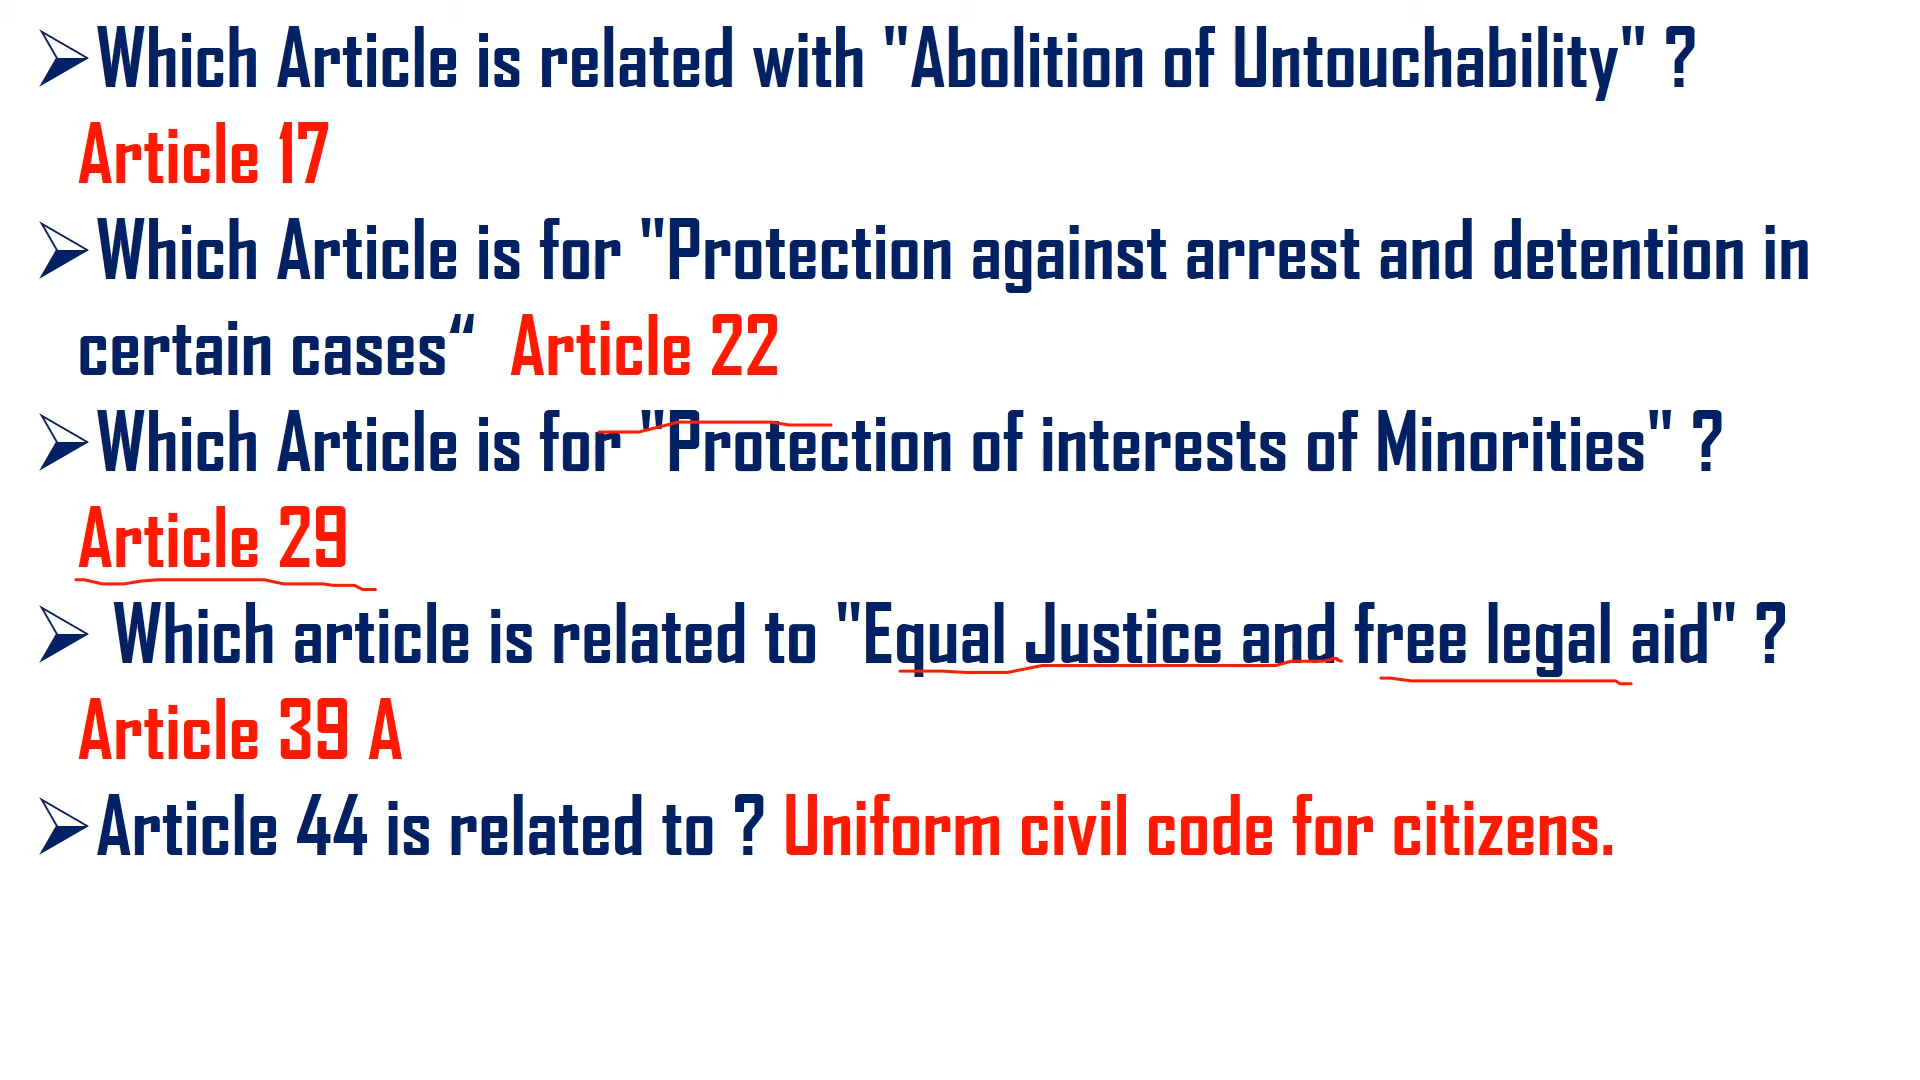 ➢Which Article is related with "Abolition of Untouchability" ?
Article 17
➢Which Article is for "Protection against arrest and detention in
certain cases“ Article 22
➢Which Article is for "Protection of interests of Minorities" ?
Article 29
➢ Which article is related to "Equal Justice and free legal aid" ?
Article 39 A
➢Article 44 is related to ? Uniform civil code for citizens.